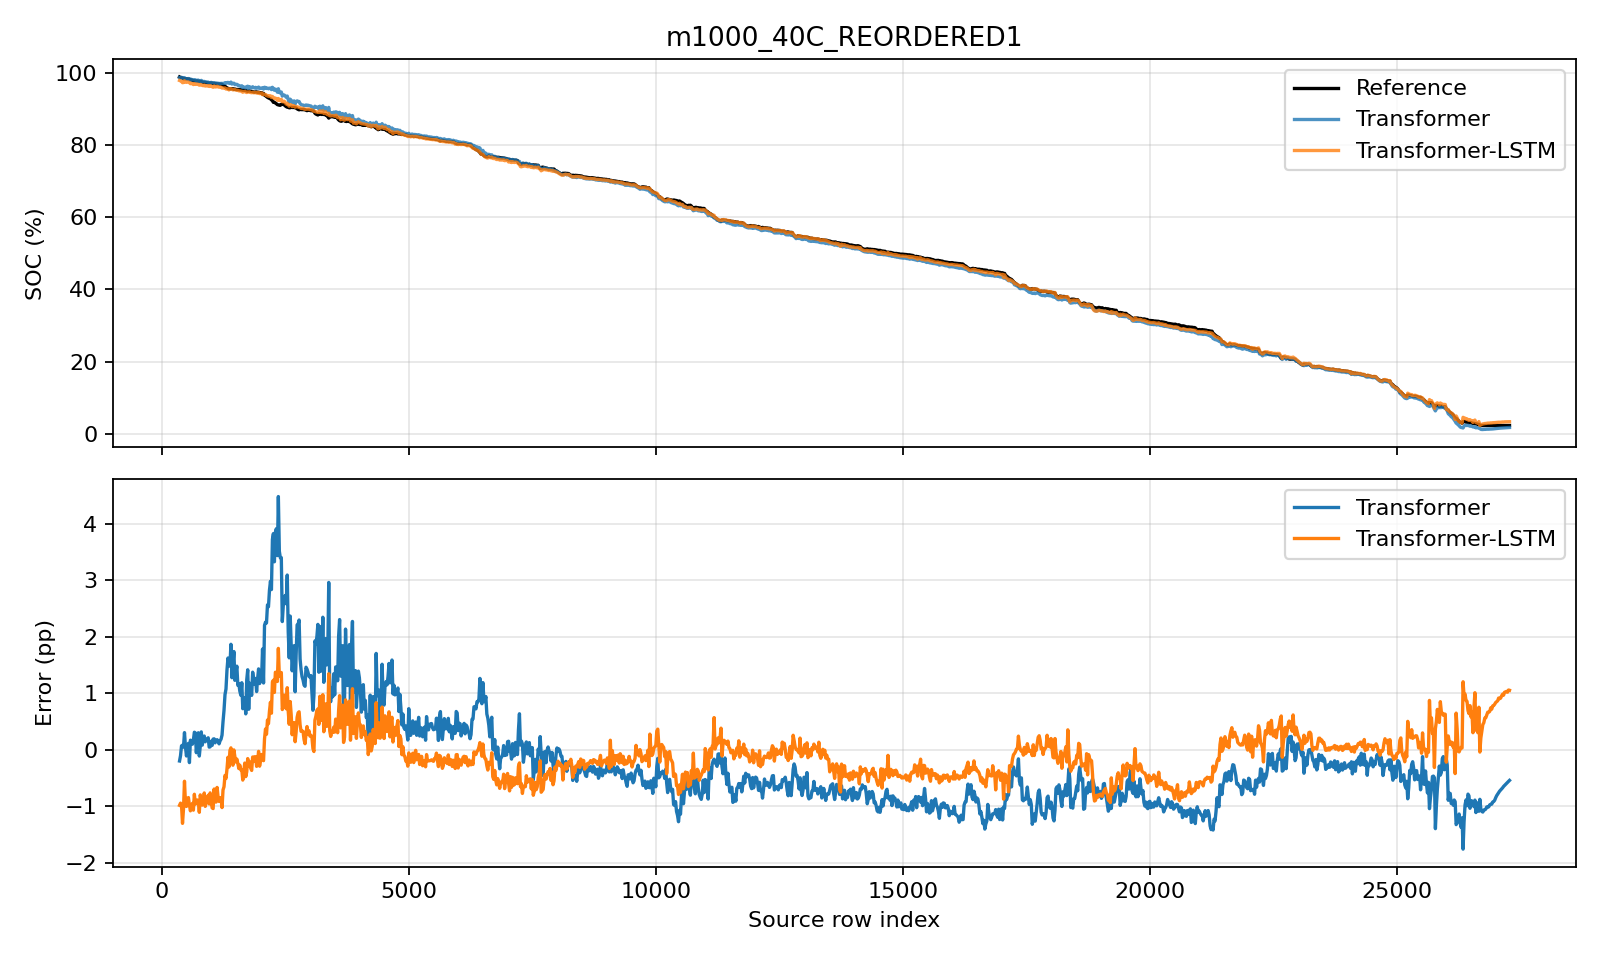 m1000_40C_REORDERED1
SOC (%)
100
80
60
40
20
0
Reference
Transformer
Transformer-LSTM
Error (pp)
4
3
2
1
0
−1
−2
Transformer
Transformer-LSTM
0
5000
10000
15000
20000
25000
Source row index